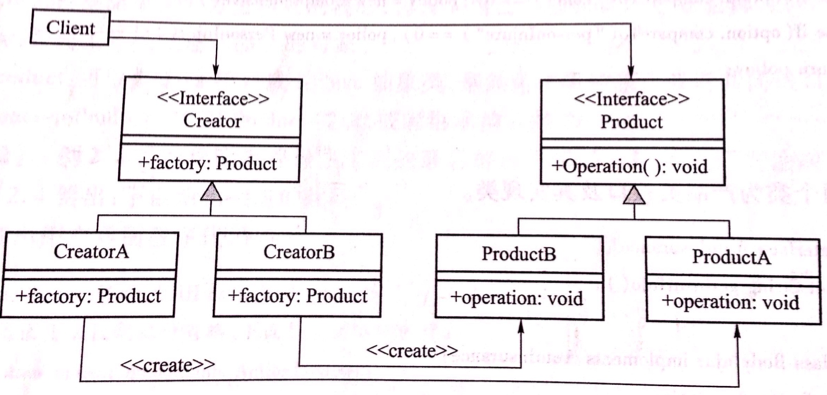 Client
<<Interface>>
Creator
+factory: Product
<<Interface>>
Product
+Operation( ): void
CreatorA
+factory: Product
CreatorB
+factory: Product
ProductB
+operation: void
ProductA
+operation: void
<<create>>
<<create>>